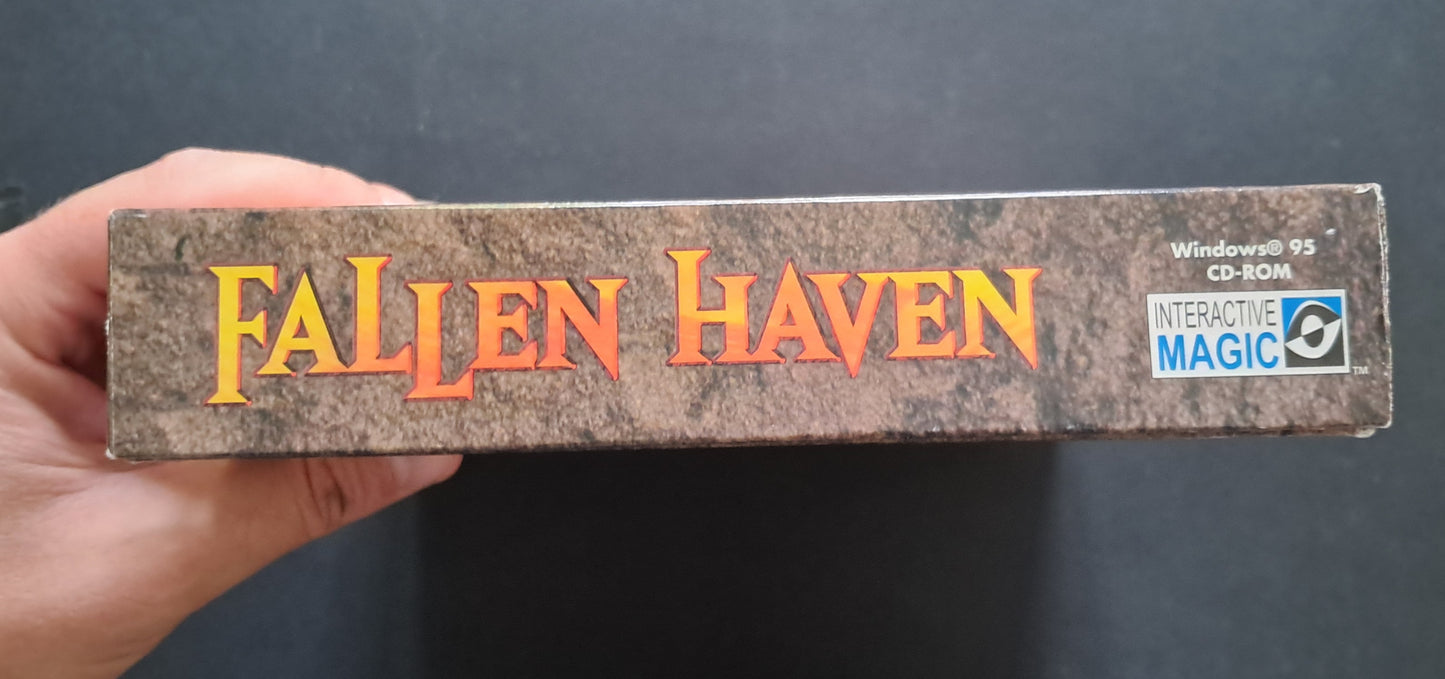 FALLEN HAVEN
Windows® 95
CD-ROM
INTERACTIVE
MAGIC
TM